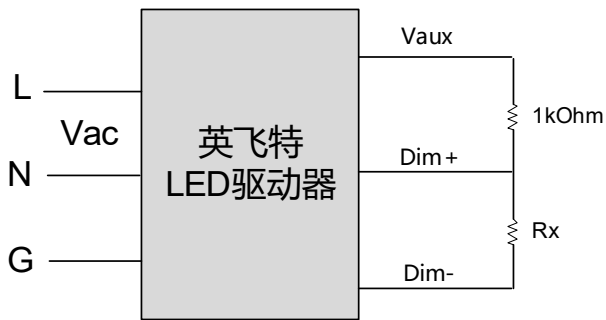 L
Vac
N
G
英飞特
LED驱动器
Vaux
1kOhm
Dim+
Rx
Dim-